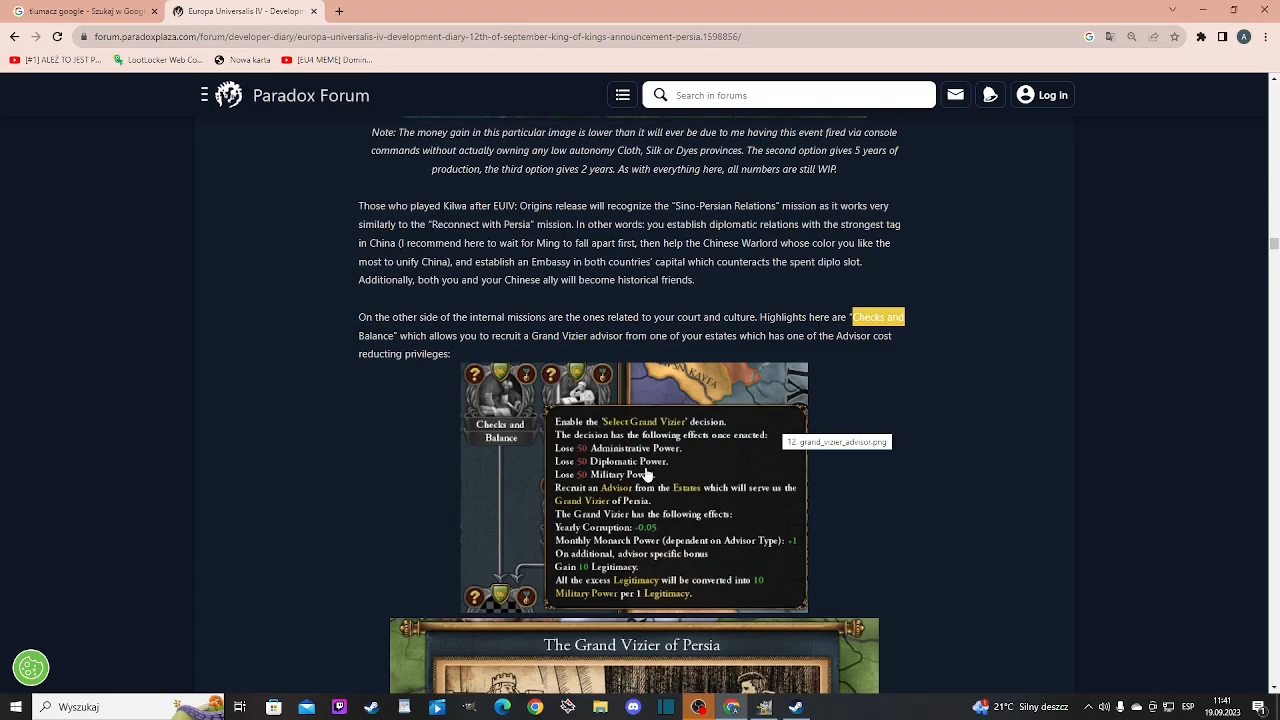 tłumacz google - Szukaj w Googl
Europa Universalis IV - Developm
forum.paradoxplaza.com/forum/developer-diary/europa-universalis-iv-development-diary-12th-of-september-king-of-kings-announcement-persia.1598856/
A
[#1] ALEŻ TO JEST P...
LootLocker Web Co...
Nowa karta
[EU4 MEME] Domin...
Paradox Forum
Search in forums
Log in
Note: The money gain in this particular image is lower than it will ever be due to me having this event fired via console
commands without actually owning any low autonomy Cloth, Silk or Dyes provinces. The second option gives 5 years of
production, the third option gives 2 years. As with everything here, all numbers are still WIP.
Those who played Kilwa after EUIV: Origins release will recognize the “Sino-Persian Relations” mission as it works very
similarly to the “Reconnect with Persia” mission. In other words: you establish diplomatic relations with the strongest tag
in China (I recommend here to wait for Ming to fall apart first, then help the Chinese Warlord whose color you like the
most to unify China), and establish an Embassy in both countries’ capital which counteracts the spent diplo slot.
Additionally, both you and your Chinese ally will become historical friends.
On the other side of the internal missions are the ones related to your court and culture. Highlights here are “Checks and
Balance” which allows you to recruit a Grand Vizier advisor from one of your estates which has one of the Advisor cost
reducting privileges:
Checks and
Balance
Enable the 'Select Grand Vizier' decision.
The decision has the following effects once enacted:
Lose 50 Administrative Power.
Lose 50 Diplomatic Power.
Lose 50 Military Power.
Recruit an Advisor from the Estates which will serve us the
Grand Vizier of Persia.
The Grand Vizier has the following effects:
Yearly Corruption: -0.05
Monthly Monarch Power (dependent on Advisor Type): +1
On additional, advisor specific bonus
Gain 10 Legitimacy.
All the excess Legitimacy will be converted into 10
Military Power per 1 Legitimacy.
12. grand_vizier_advisor.png
The Grand Vizier of Persia
Wyszukaj
21°C Silny deszcz
ESP
11:41
19.09.2023